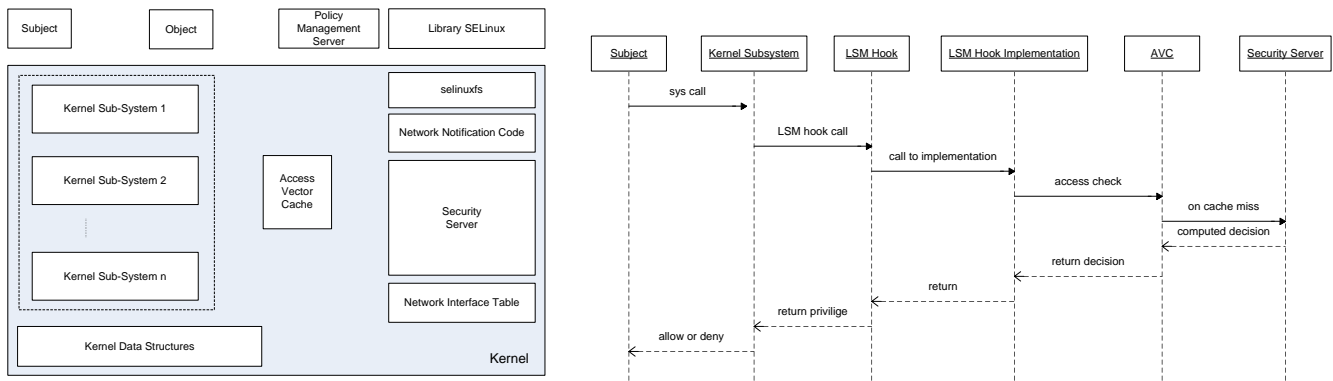 Subject
Object
Policy
Management
Server
Library SELinux
Kernel Sub-System 1
Kernel Sub-System 2
Kernel Sub-System n
Access
Vector
Cache
selinuxfs
Network Notification Code
Security
Server
Network Interface Table
Kernel Data Structures
Kernel
Subject
Kernel Subsystem
LSM Hook
LSM Hook Implementation
AVC
Security Server
sys call
LSM hook call
call to implementation
access check
on cache miss
computed decision
return decision
return
return privilige
allow or deny